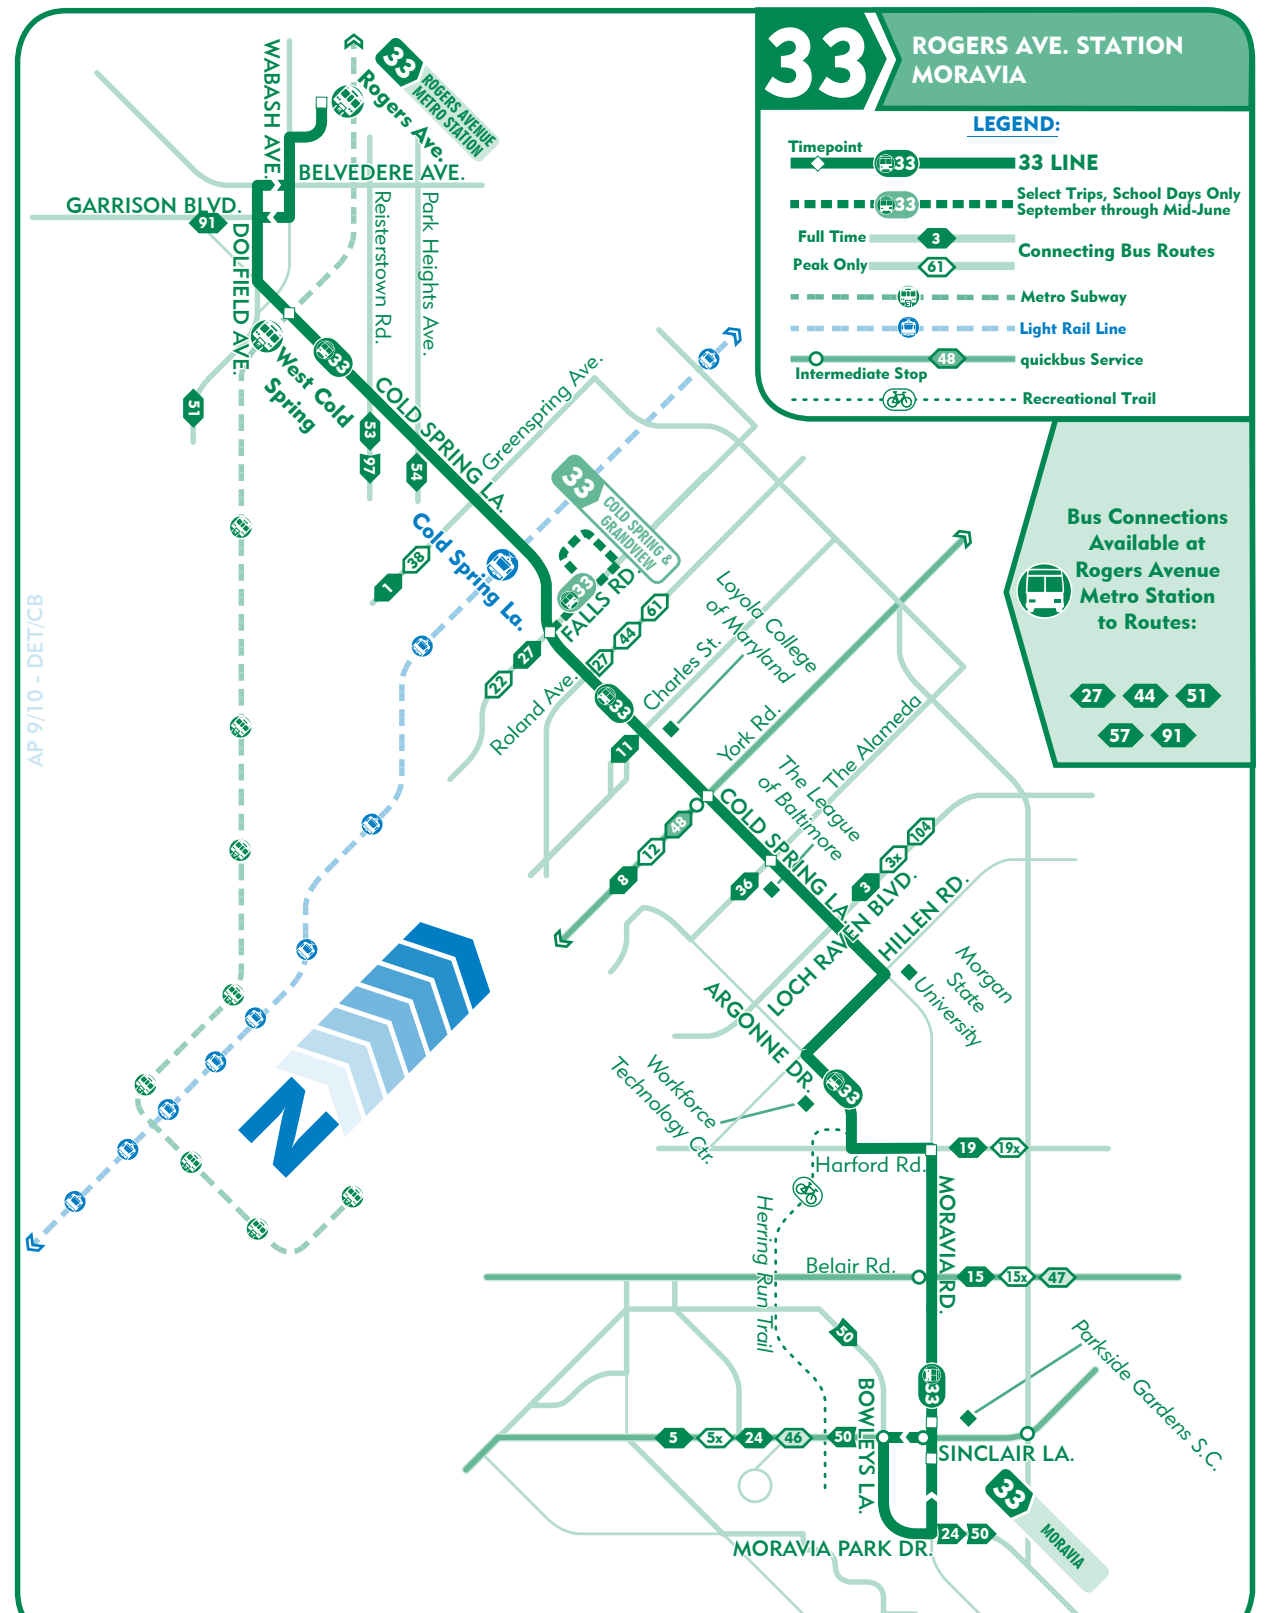 33
ROGERS AVE. STATION
MORAVIA
LEGEND:
Timepoint
33
33 LINE
33
Select Trips, School Days Only
September through Mid-June
Full Time
3
Peak Only
61
Connecting Bus Routes
Metro Subway
Light Rail Line
48
quickbus Service
Intermediate Stop
Recreational Trail
Bus Connections
Available at
Rogers Avenue
Metro Station
to Routes:
27
44
51
57
91
WABASH AVE.
33
ROGERS AVENUE
METRO STATION
Rogers Ave.
BELVEDERE AVE.
GARRISON BLVD.
91
DOLFIELD AVE.
Reisterstown Rd.
Park Heights Ave.
33
West Cold
Spring
51
53
97
54
COLD SPRING LA.
Greenspring Ave.
33
COLD SPRING &
GRANDVIEW
Cold Spring La.
1
38
33
FALLS RD.
27
22
27
44
61
Roland Ave.
33
Charles St.
Loyola College
of Maryland
11
York Rd.
The Alameda
The League
of Baltimore
COLD SPRING LA.
48
12
8
36
3
3x
104
LOCH RAVEN BLVD.
HILLEN RD.
Morgan
State
University
ARGONNE DR.
33
Workforce
Technology Ctr.
19
19x
Harford Rd.
MORAVIA RD.
Herring Run Trail
Belair Rd.
15
15x
47
50
33
Parkside Gardens S.C.
BOWLEYS LA.
5
5x
24
46
50
SINCLAIR LA.
33
MORAVIA
24
50
MORAVIA PARK DR.
N
AP 9/10 - DET/CB